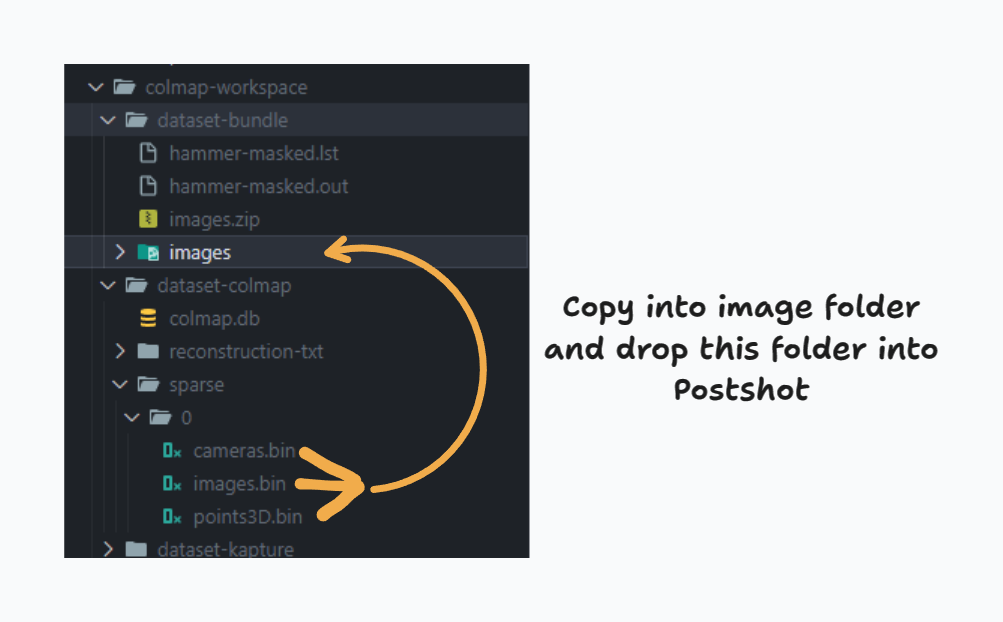 colmap-workspace
dataset-bundle
hammer-masked.lst
hammer-masked.out
images.zip
images
dataset-colmap
colmap.db
reconstruction-txt
sparse
0
cameras.bin
images.bin
points3D.bin
dataset-kapture
Copy into image folder
and drop this folder into
Postshot